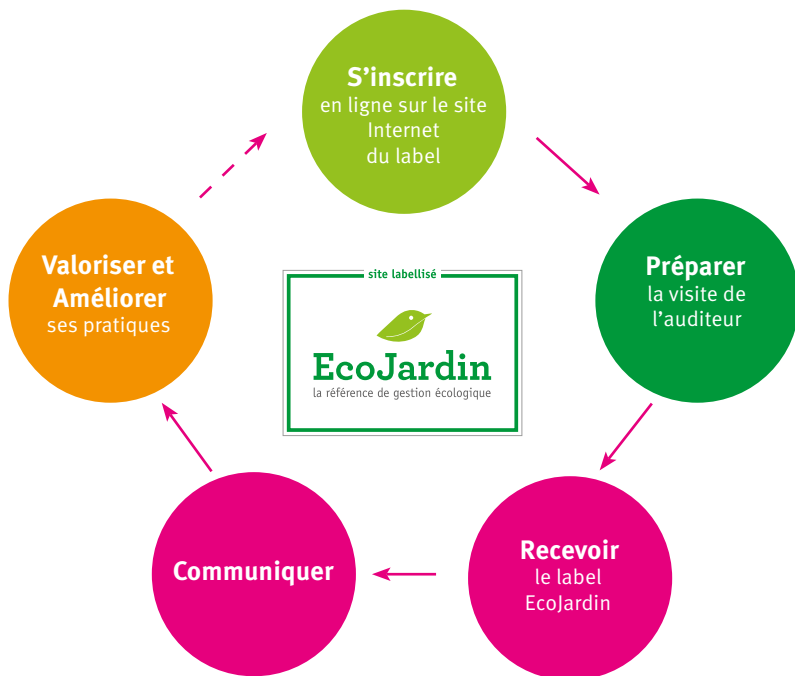 S'inscrire
en ligne sur le site
Internet
du label
Préparer
la visite de
l'auditeur
Recevoir
le label
EcoJardin
Communiquer
Valoriser et
Améliorer
ses pratiques
site labellisé
EcoJardin
la référence de gestion écologique